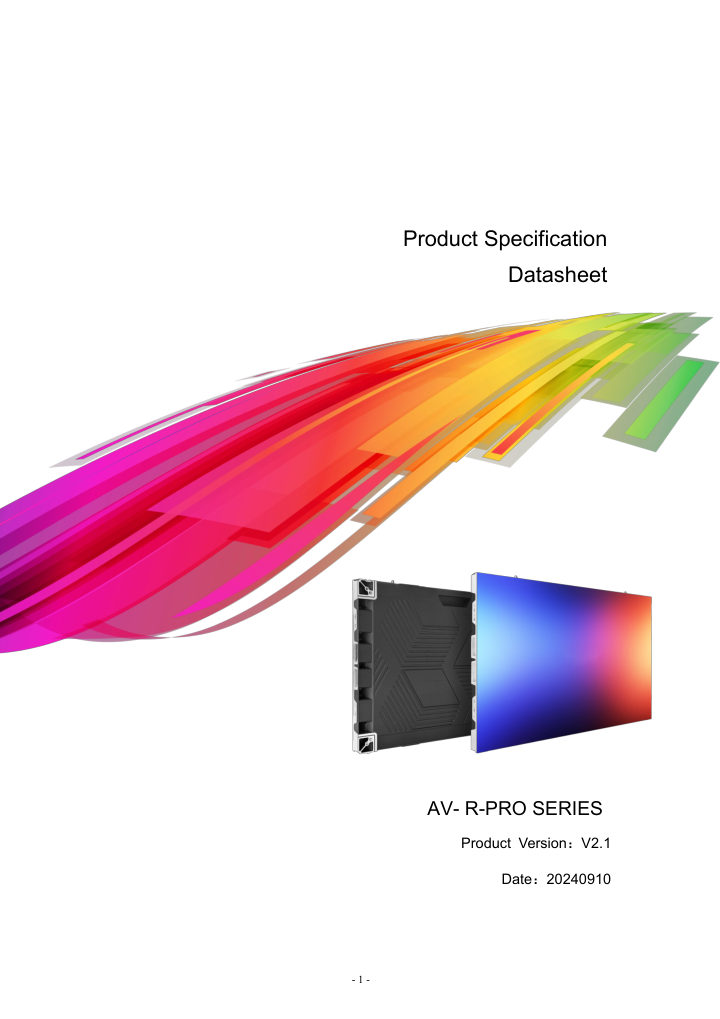 Product Specification
Datasheet
AV- R-PRO SERIES
Product Version：V2.1
Date：20240910
- 1 -